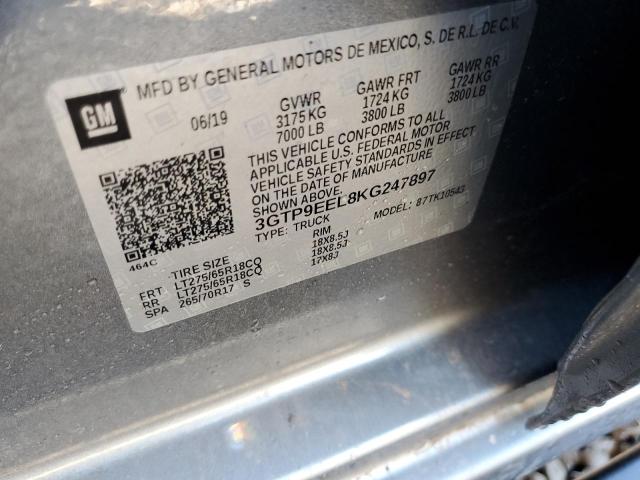 MFD BY GENERAL MOTORS DE MEXICO, S. DE R.L. DE C.V.
GM
06/19 GVWR GAWR FRT GAWR RR
3175 KG 1724 KG 1724 KG
7000 LB 3800 LB 3800 LB
THIS VEHICLE CONFORMS TO ALL
APPLICABLE U.S. FEDERAL MOTOR
VEHICLE SAFETY STANDARDS IN EFFECT
ON THE DATE OF MANUFACTURE
SHOWN ABOVE.
3GTP9EEL8KG247897
TYPE: TRUCK MODEL: 87TK10543
464C
TIRE SIZE RIM
FRT LT275/65R18CQ 18X8.5J
RR LT275/65R18CQ 18X8.5J
SPA 265/70R17 S 17X8J